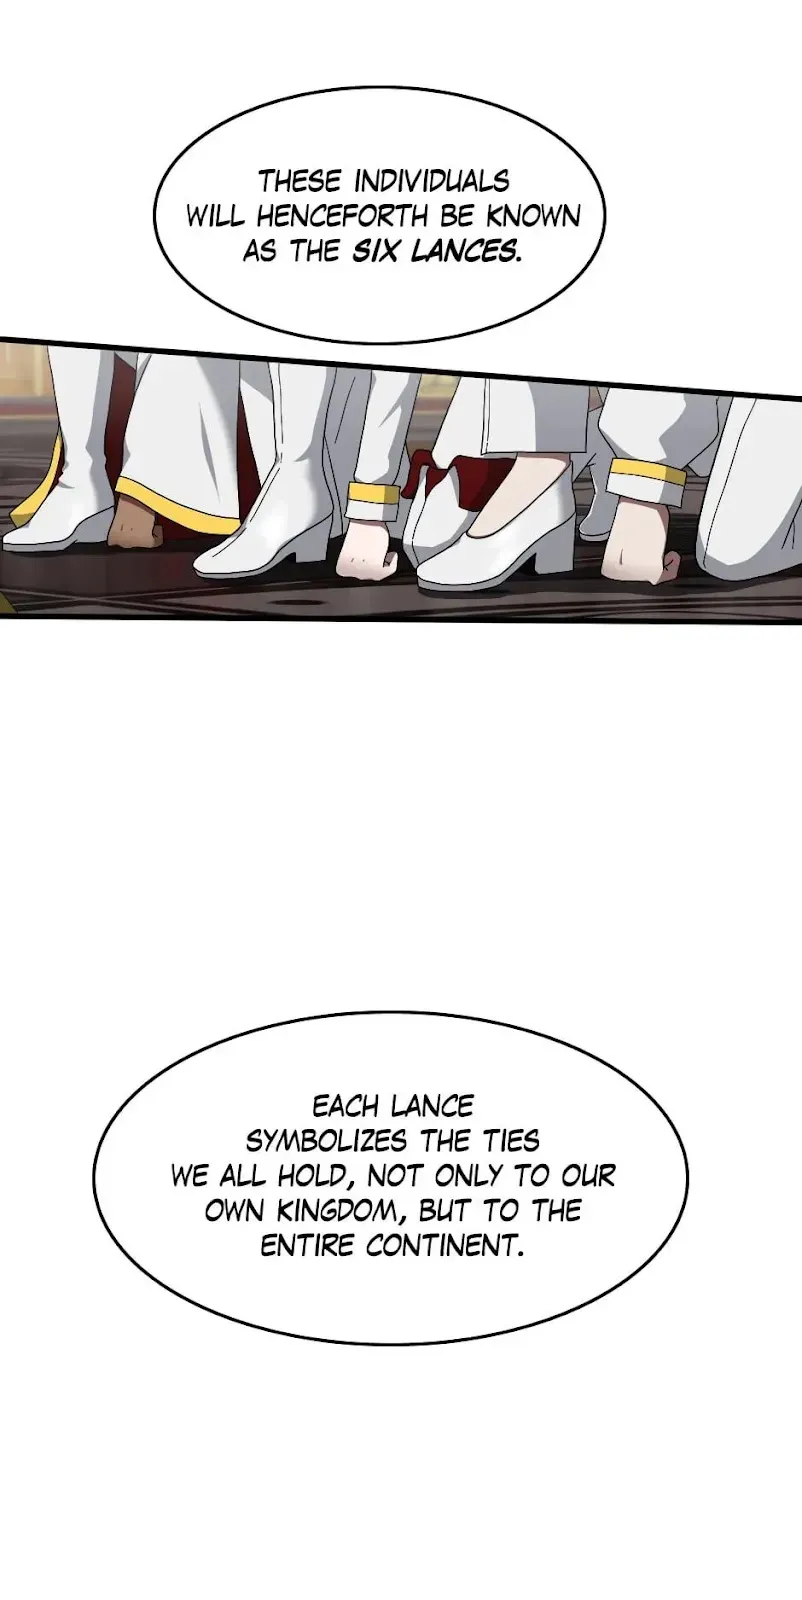 THESE INDIVIDUALS
WILL HENCEFORTH BE KNOWN
AS THE SIX LANCES.
EACH LANCE
SYMBOLIZES THE TIES
WE ALL HOLD, NOT ONLY TO OUR
OWN KINGDOM, BUT TO THE
ENTIRE CONTINENT.